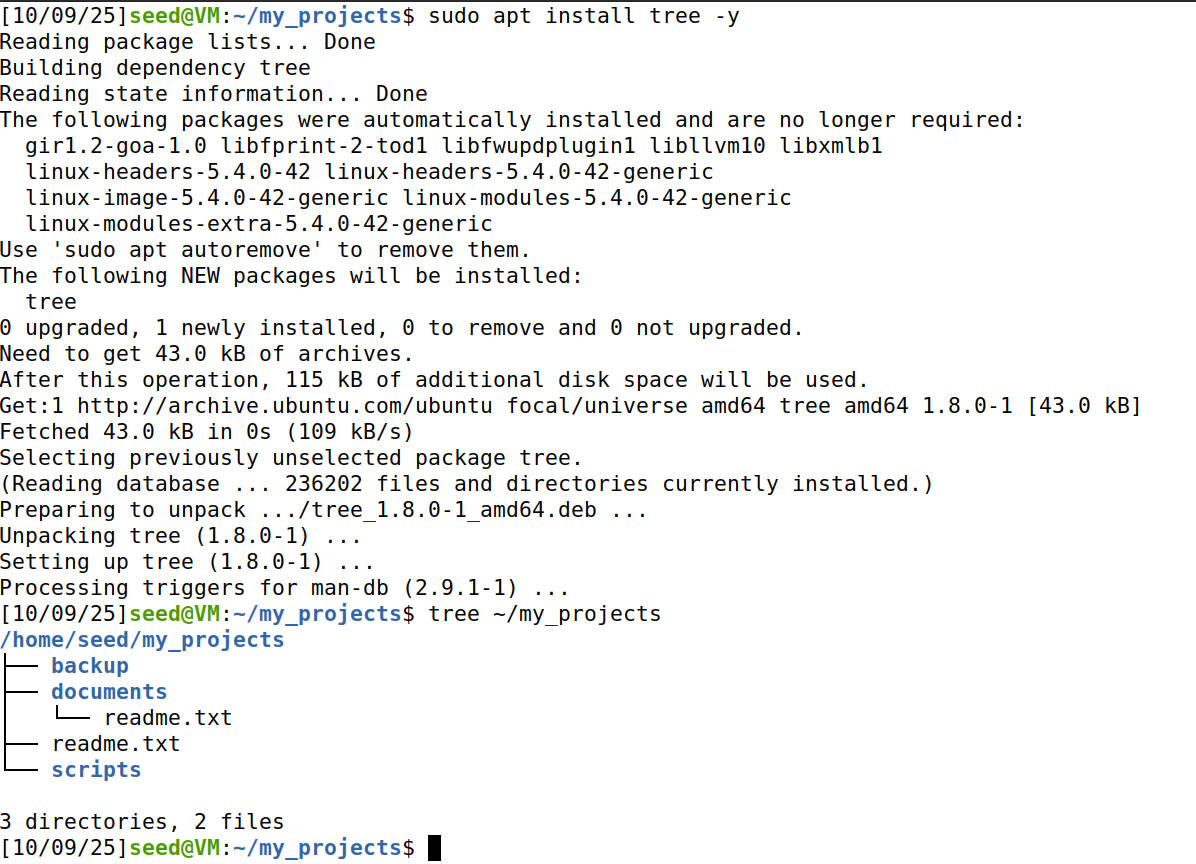 [10/09/25]seed@VM:~/my_projects$ sudo apt install tree -y
Reading package lists... Done
Building dependency tree
Reading state information... Done
The following packages were automatically installed and are no longer required:
  gir1.2-goa-1.0 libfprint-2-tod1 libfwupdplugin1 libllvm10 libxmlb1
  linux-headers-5.4.0-42 linux-headers-5.4.0-42-generic
  linux-image-5.4.0-42-generic linux-modules-5.4.0-42-generic
  linux-modules-extra-5.4.0-42-generic
Use 'sudo apt autoremove' to remove them.
The following NEW packages will be installed:
  tree
0 upgraded, 1 newly installed, 0 to remove and 0 not upgraded.
Need to get 43.0 kB of archives.
After this operation, 115 kB of additional disk space will be used.
Get:1 http://archive.ubuntu.com/ubuntu focal/universe amd64 tree amd64 1.8.0-1 [43.0 kB]
Fetched 43.0 kB in 0s (109 kB/s)
Selecting previously unselected package tree.
(Reading database ... 236202 files and directories currently installed.)
Preparing to unpack .../tree_1.8.0-1_amd64.deb ...
Unpacking tree (1.8.0-1) ...
Setting up tree (1.8.0-1) ...
Processing triggers for man-db (2.9.1-1) ...
[10/09/25]seed@VM:~/my_projects$ tree ~/my_projects
/home/seed/my_projects
├── backup
├── documents
│   └── readme.txt
├── readme.txt
└── scripts

3 directories, 2 files
[10/09/25]seed@VM:~/my_projects$